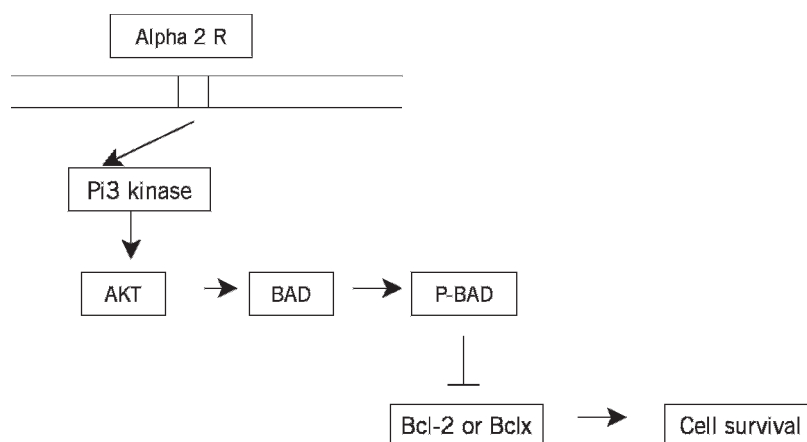 Alpha 2 R
Pi3 kinase
AKT
BAD
P-BAD
Bcl-2 or Bclx
Cell survival